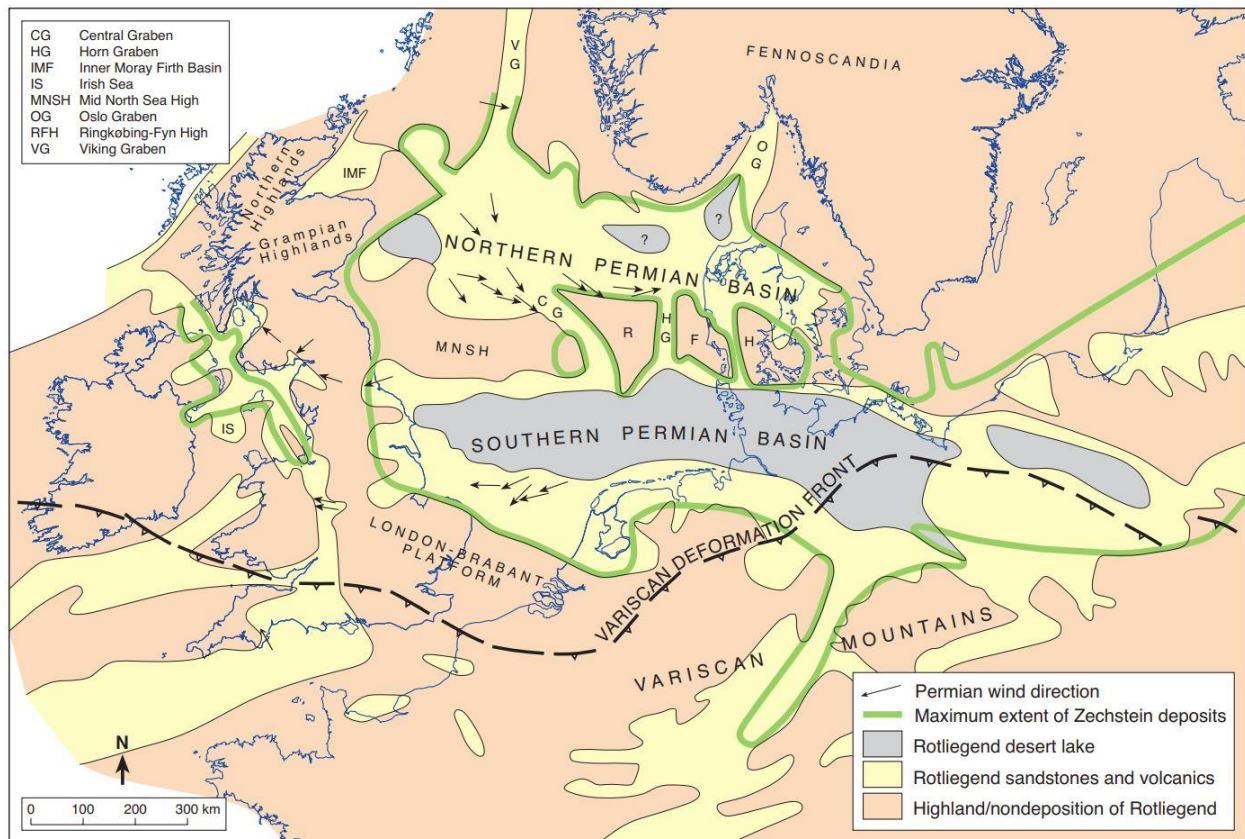 CG Central Graben
HG Horn Graben
IMF Inner Moray Firth Basin
IS Irish Sea
MNSH Mid North Sea High
OG Oslo Graben
RFH Ringkøbing-Fyn High
VG Viking Graben
VG
FENNOSCANDIA
OG
IMF
Northern
Highlands
Grampian
Highlands
?
?
NORTHERN PERMIAN BASIN
CG
HG
R
F
H
MNSH
IS
SOUTHERN PERMIAN BASIN
LONDON-BRABANT
PLATFORM
VARISCAN DEFORMATION FRONT
VARISCAN MOUNTAINS
N
0 100 200 300 km
Permian wind direction
Maximum extent of Zechstein deposits
Rotliegend desert lake
Rotliegend sandstones and volcanics
Highland/nondeposition of Rotliegend